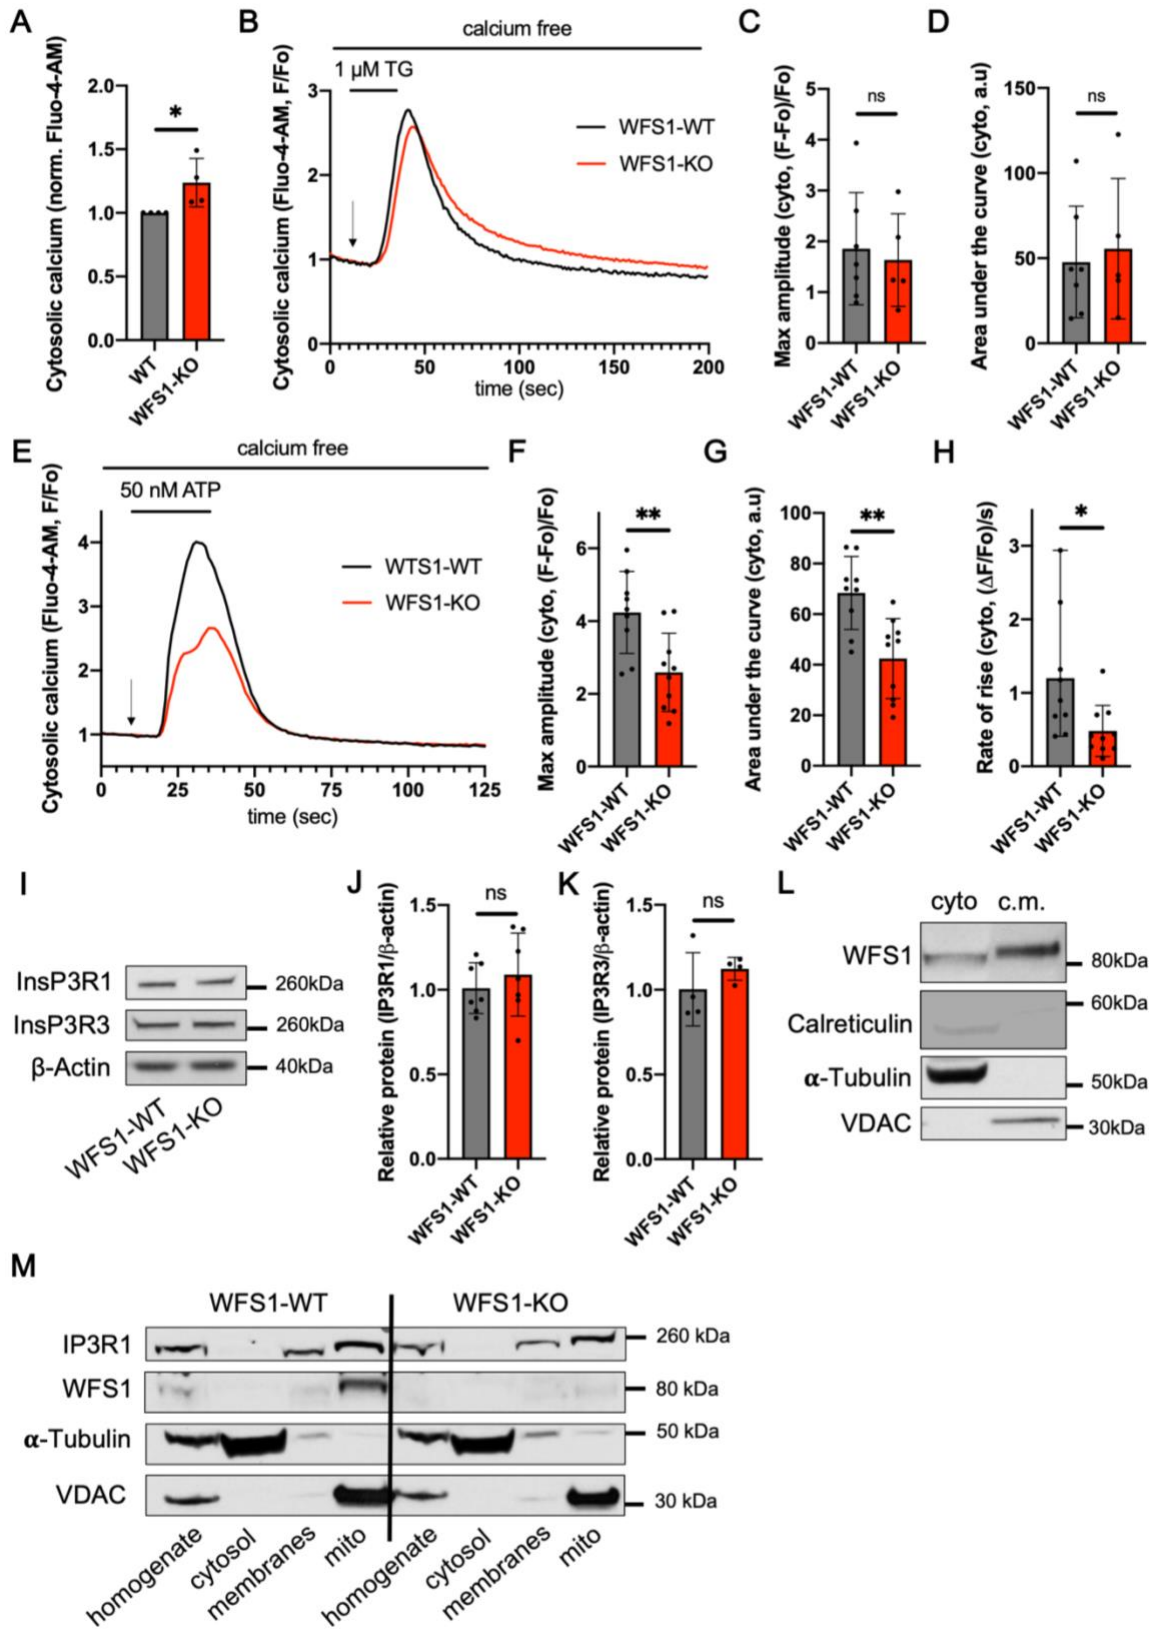 A
Cytosolic calcium (norm. Fluo-4-AM)
2.0
1.5
1.0
0.5
0.0
*
WT
WFS1-KO
B
calcium free
1 µM TG
Cytosolic calcium (Fluo-4-AM, F/Fo)
3
2
1
0
WFS1-WT
WFS1-KO
0 50 100 150 200
time (sec)
C
Max amplitude (cyto, (F-Fo)/Fo)
5
4
3
2
1
0
ns
WFS1-WT
WFS1-KO
D
Area under the curve (cyto, a.u)
150
100
50
0
ns
WFS1-WT
WFS1-KO
E
calcium free
50 nM ATP
Cytosolic calcium (Fluo-4-AM, F/Fo)
4
3
2
1
WTS1-WT
WFS1-KO
0 25 50 75 100 125
time (sec)
F
Max amplitude (cyto, (F-Fo)/Fo)
6
4
2
0
**
WFS1-WT
WFS1-KO
G
Area under the curve (cyto, a.u)
100
80
60
40
20
0
**
WFS1-WT
WFS1-KO
H
Rate of rise (cyto, (ΔF/Fo)/s)
3
2
1
0
*
WFS1-WT
WFS1-KO
I
InsP3R1 260kDa
InsP3R3 260kDa
β-Actin 40kDa
WFS1-WT
WFS1-KO
J
Relative protein (IP3R1/β-actin)
1.5
1.0
0.5
0.0
ns
WFS1-WT
WFS1-KO
K
Relative protein (IP3R3/β-actin)
1.5
1.0
0.5
0.0
ns
WFS1-WT
WFS1-KO
L
cyto c.m.
WFS1 80kDa
60kDa
Calreticulin
α-Tubulin 50kDa
VDAC 30kDa
M
WFS1-WT WFS1-KO
IP3R1 260 kDa
WFS1 80 kDa
α-Tubulin 50 kDa
VDAC 30 kDa
homogenate cytosol membranes mito homogenate cytosol membranes mito